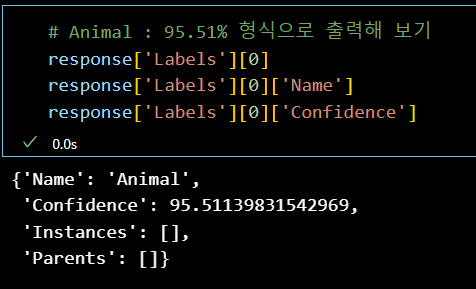 # Animal : 95.51% 형식으로 출력해 보기
response['Labels'][0]
response['Labels'][0]['Name']
response['Labels'][0]['Confidence']
0.0s
{'Name': 'Animal',
'Confidence': 95.51139831542969,
'Instances': [],
'Parents': []}